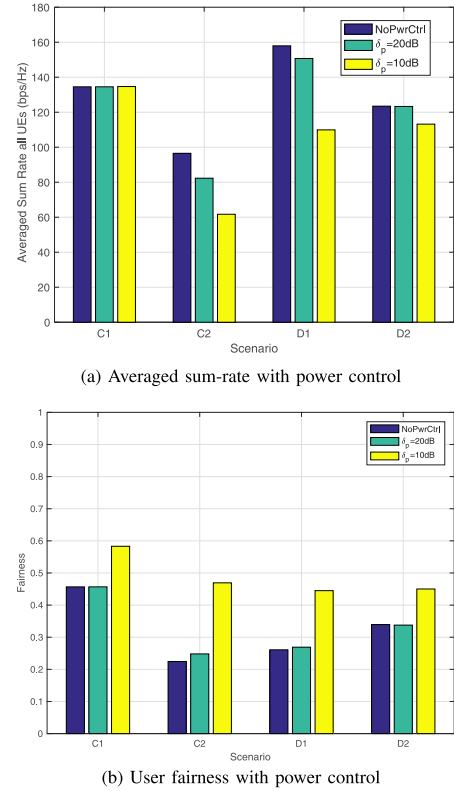 180
160
140
120
100
80
60
40
20
0
Averaged Sum Rate all UEs (bps/Hz)
NoPwrCtrl
δp=20dB
δp=10dB
C1 C2 D1 D2
Scenario
(a) Averaged sum-rate with power control
1
0.9
0.8
0.7
0.6
0.5
0.4
0.3
0.2
0.1
0
Fairness
NoPwrCtrl
δp=20dB
δp=10dB
C1 C2 D1 D2
Scenario
(b) User fairness with power control